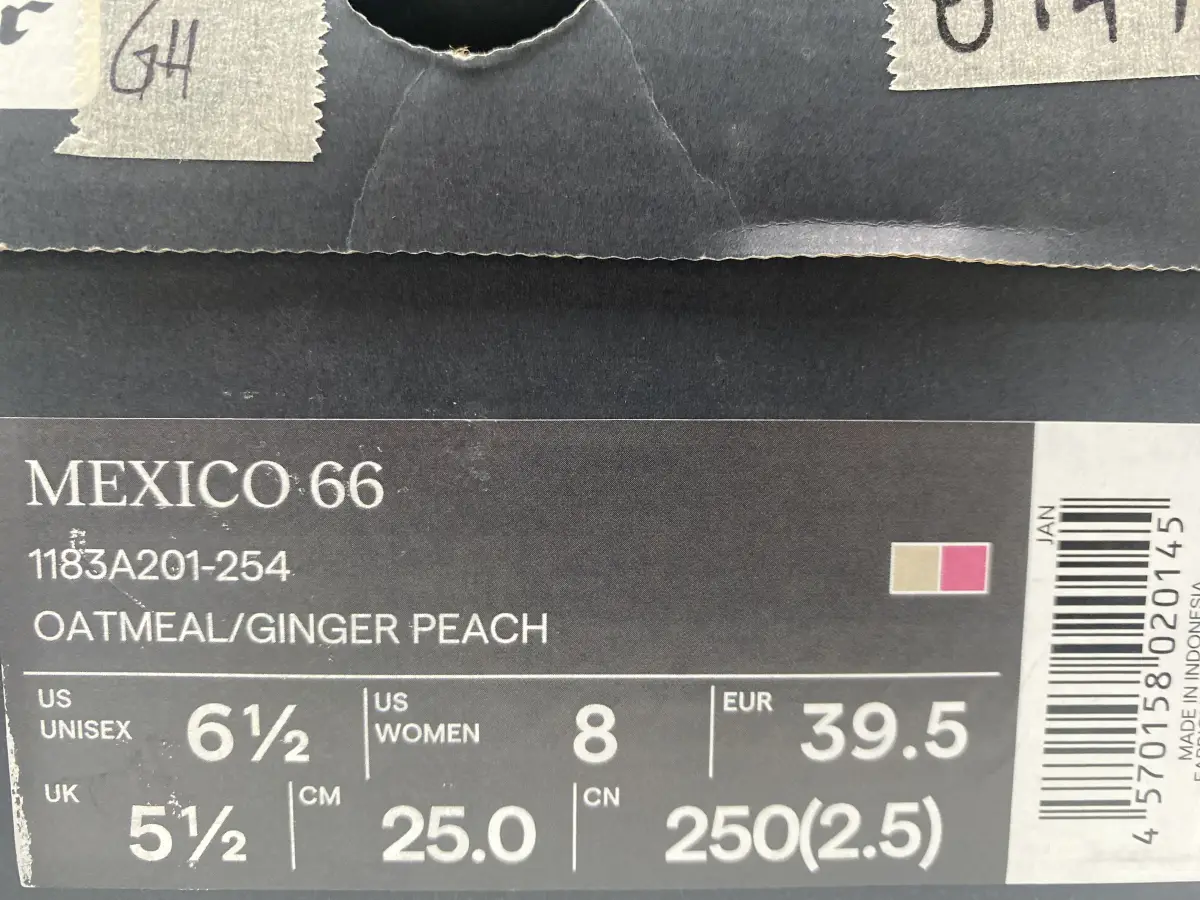 GH
MEXICO 66
1183A201-254
OATMEAL/GINGER PEACH
US UNISEX 6½
US WOMEN 8
EUR 39.5
UK 5½
CM 25.0
CN 250(2.5)
JAN
4 570158 020145
MADE IN INDONESIA